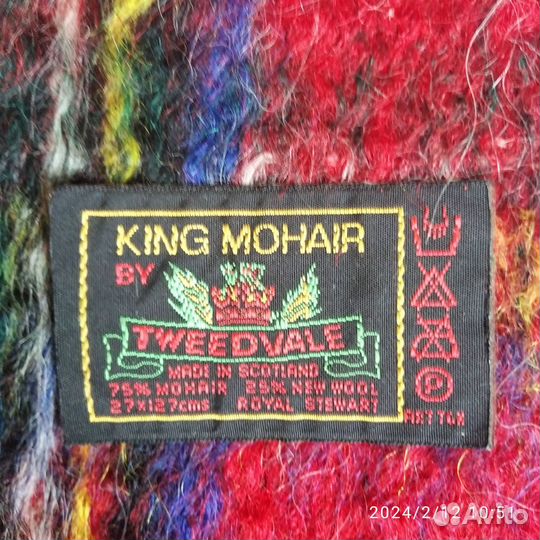 KING MOHAIR
BY
TWEEDVALE
MADE IN SCOTLAND
75% MOHAIR 25% NEW WOOL
27X127cms ROYAL STEWART
P
2024/2/12 10:51
Avito